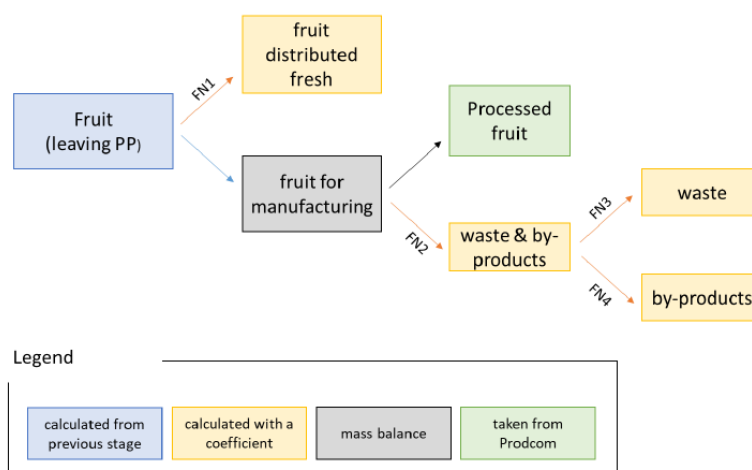 fruit
distributed
fresh
FN1
Fruit
(leaving PP)
Processed
fruit
fruit for
manufacturing
FN2
waste & by-
products
FN3
waste
FN4
by-products
Legend
calculated from
previous stage
calculated with a
coefficient
mass balance
taken from
Prodcom